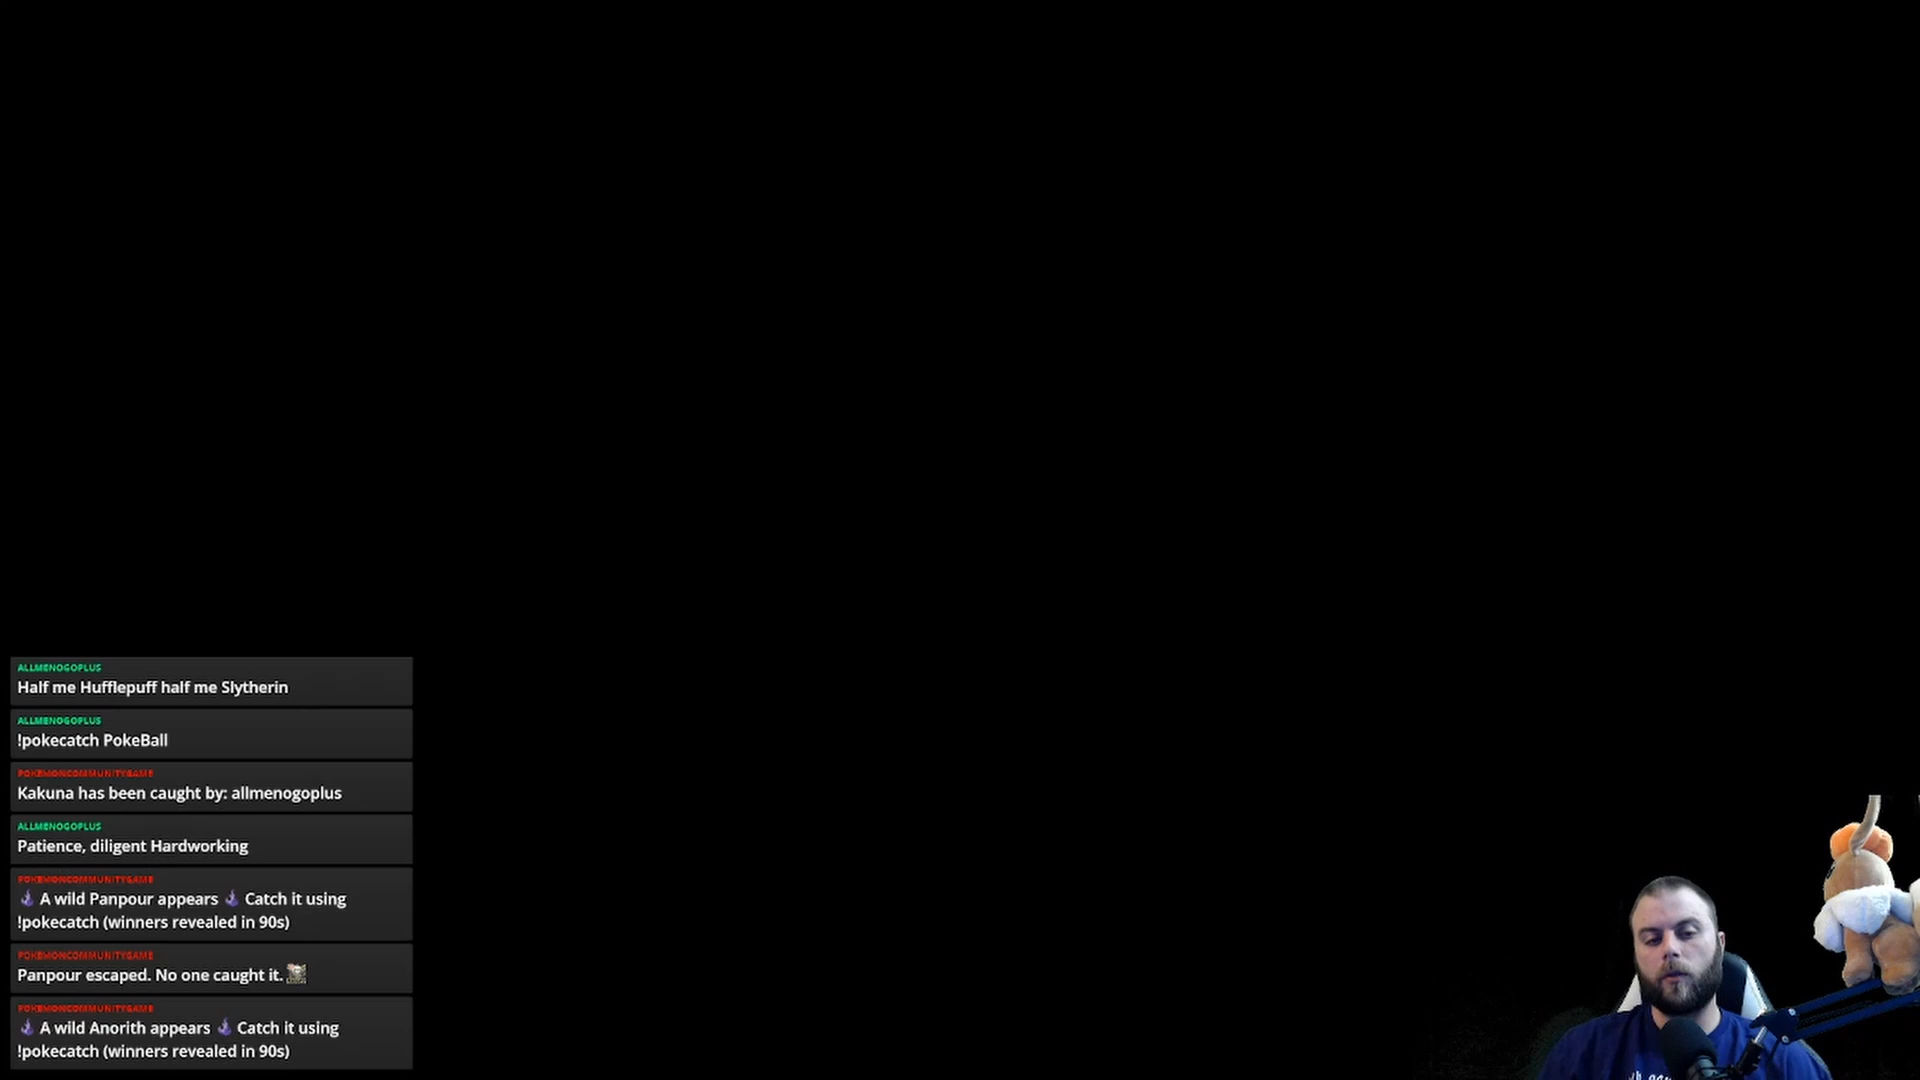 ALLMENOGOPLUS
Half me Hufflepuff half me Slytherin
ALLMENOGOPLUS
!pokecatch PokeBall
POKEMONCOMMUNITYGAME
Kakuna has been caught by: allmenogoplus
ALLMENOGOPLUS
Patience, diligent Hardworking
POKEMONCOMMUNITYGAME
A wild Panpour appears Catch it using
!pokecatch (winners revealed in 90s)
POKEMONCOMMUNITYGAME
Panpour escaped. No one caught it.
POKEMONCOMMUNITYGAME
A wild Anorith appears Catch it using
!pokecatch (winners revealed in 90s)